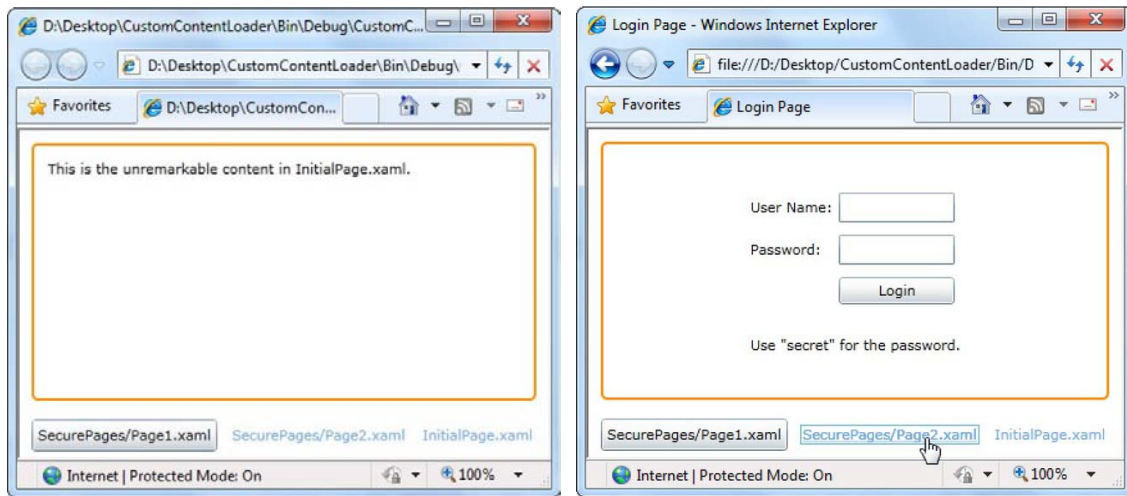 D:\Desktop\CustomContentLoader\Bin\Debug\CustomC...
D:\Desktop\CustomContentLoader\Bin\Debug\
Favorites
D:\Desktop\CustomCon...
This is the unremarkable content in InitialPage.xaml.
SecurePages/Page1.xaml SecurePages/Page2.xaml InitialPage.xaml
Internet | Protected Mode: On
100%
Login Page - Windows Internet Explorer
file:///D:/Desktop/CustomContentLoader/Bin/D
Favorites
Login Page
User Name:
Password:
Login
Use "secret" for the password.
SecurePages/Page1.xaml SecurePages/Page2.xaml InitialPage.xaml
Internet | Protected Mode: On
100%